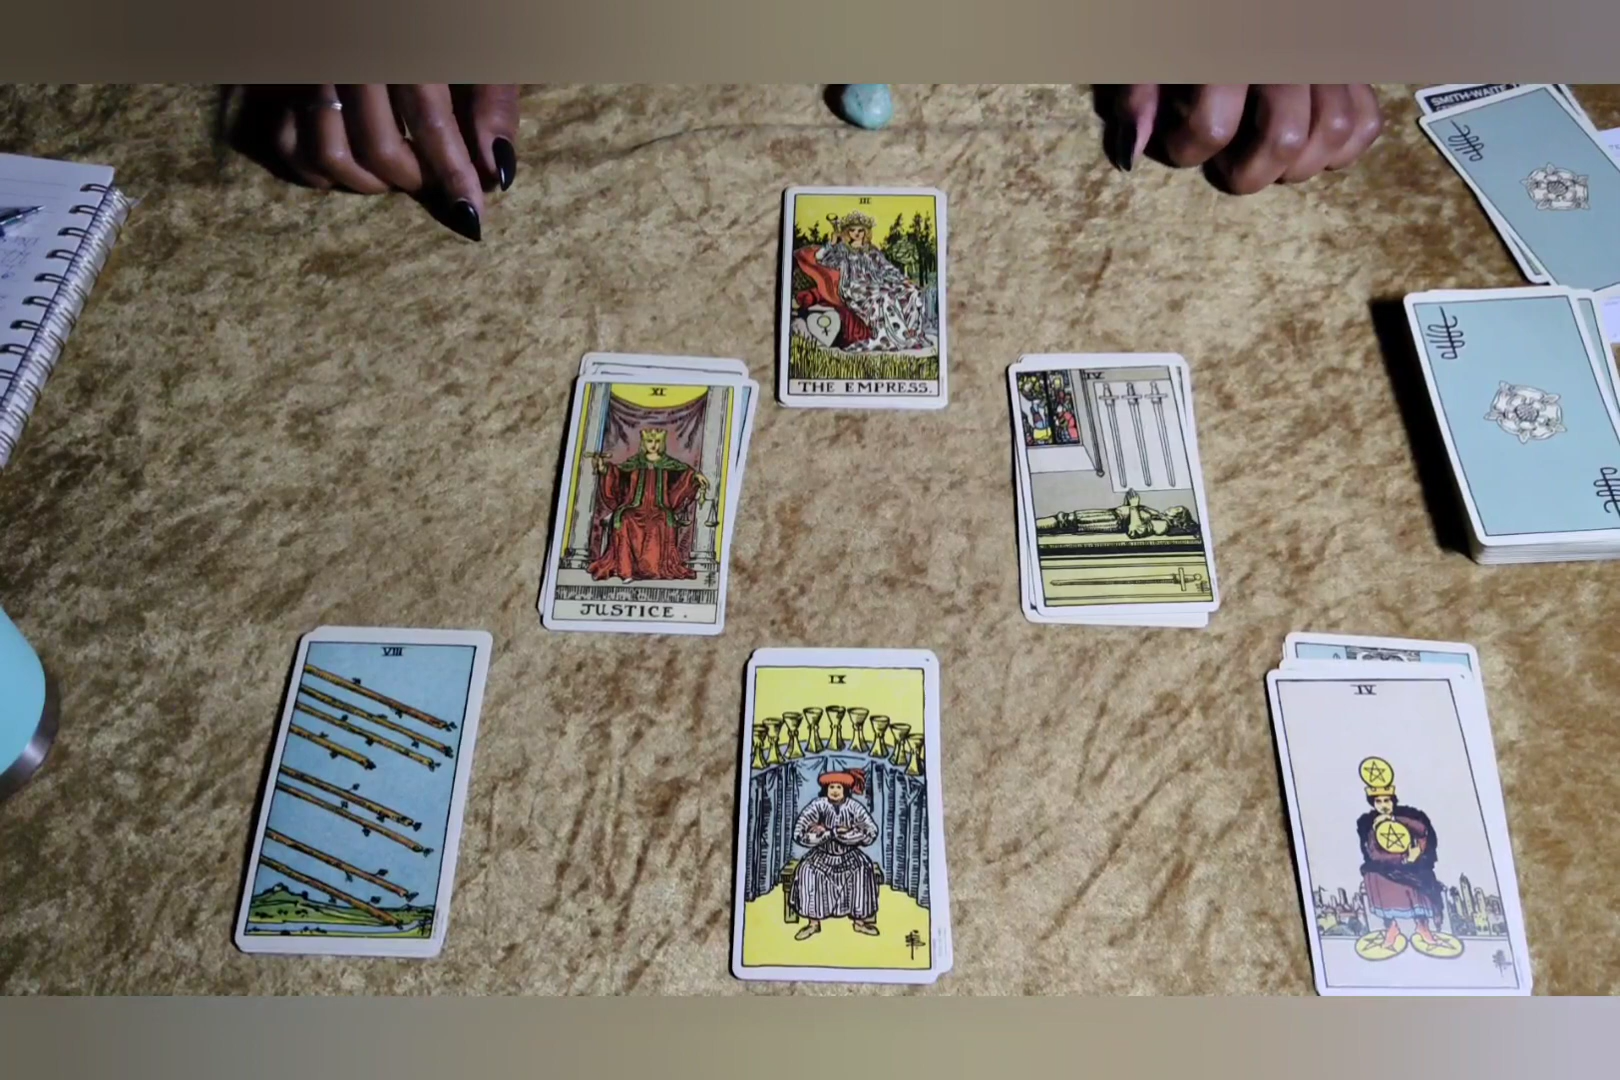 SMITH-WAITE
III
THE EMPRESS.
XI
JUSTICE.
IV
VIII
IX
IV